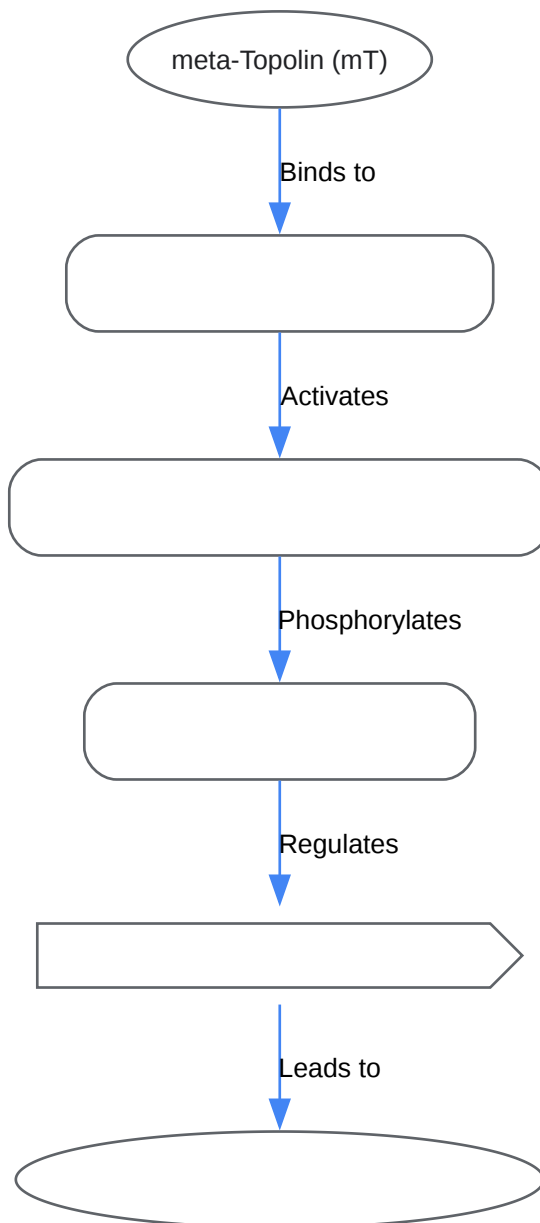 meta-Topolin (mT)
Binds to
Activates
Phosphorylates
Regulates
Leads to